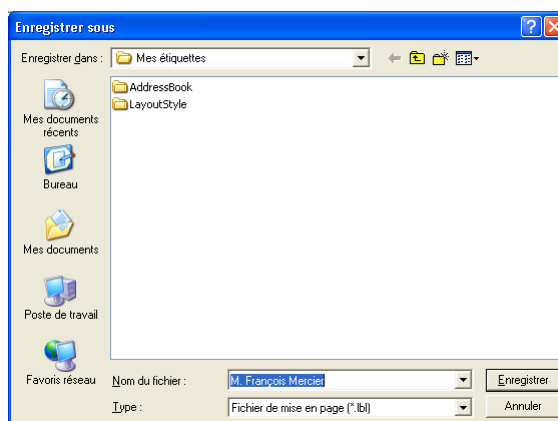 Enregistrer sous
Enregistrer dans :
Mes étiquettes
AddressBook
LayoutStyle
Mes documents
récents
Bureau
Mes documents
Poste de travail
Favoris réseau
Nom du fichier :
M. François Mercier
Enregistrer
Type :
Fichier de mise en page (*.lbl)
Annuler